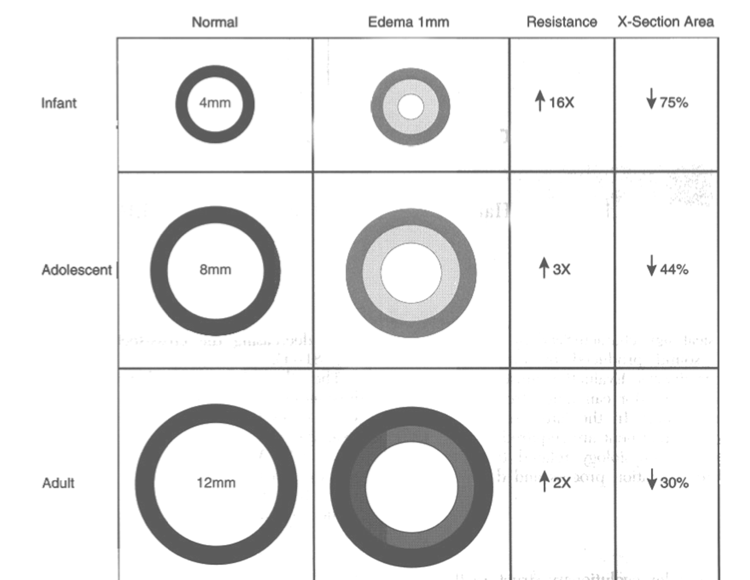 Normal Edema 1mm Resistance X-Section Area
Infant 4mm ↑ 16X ↓ 75%
Adolescent 8mm ↑ 3X ↓ 44%
Adult 12mm ↑ 2X ↓ 30%